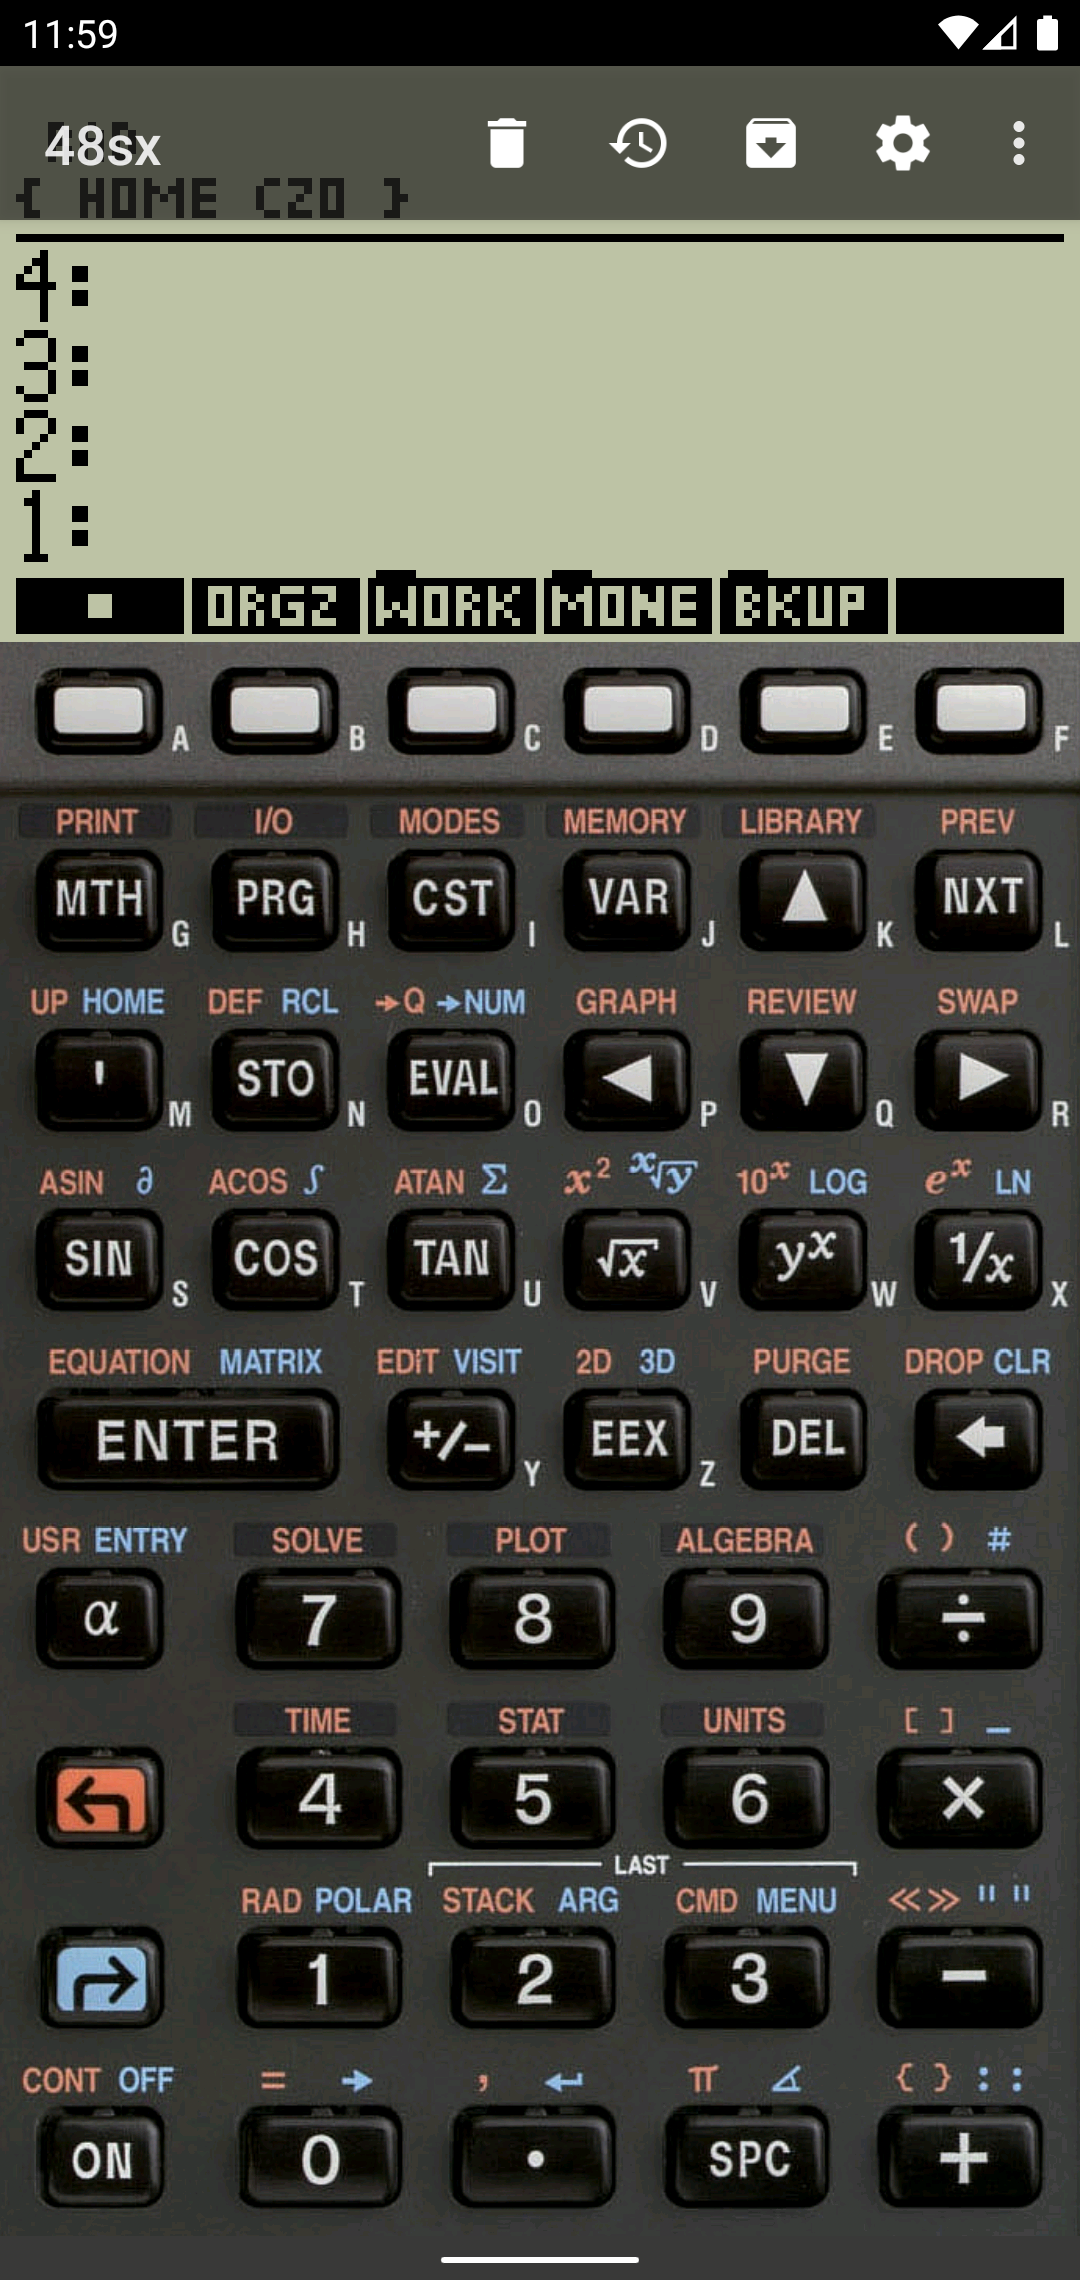 11:59
48sx
{ HOME CZO }
4:
3:
2:
1:
ORGZ WORK MONE BKUP
A B C D E F
PRINT I/O MODES MEMORY LIBRARY PREV
MTH G PRG H CST I VAR J ▲ K NXT L
UP HOME DEF RCL →Q →NUM GRAPH REVIEW SWAP
' M STO N EVAL O ◀ P ▼ Q ▶ R
ASIN ∂ ACOS ∫ ATAN Σ x² ˣ√y 10ˣ LOG eˣ LN
SIN S COS T TAN U √x V yˣ W 1/x X
EQUATION MATRIX EDIT VISIT 2D 3D PURGE DROP CLR
ENTER +/− Y EEX Z DEL ←
USR ENTRY SOLVE PLOT ALGEBRA ( ) #
α 7 8 9 ÷
TIME STAT UNITS [ ] _
4 5 6 ×
LAST
RAD POLAR STACK ARG CMD MENU ≪ ≫ " "
1 2 3 −
CONT OFF = → , ↵ π ∠ { } : :
ON 0 . SPC +